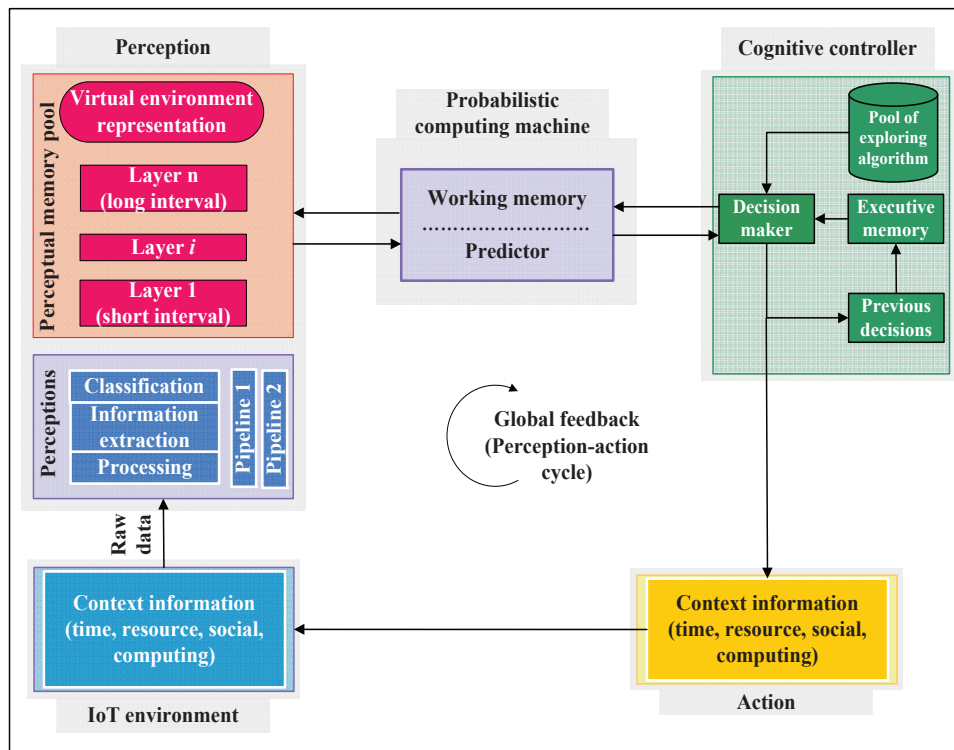 Perception
Perceptual memory pool
Virtual environment
representation
Layer n
(long interval)
Layer i
Layer 1
(short interval)
Perceptions
Classification
Information
extraction
Processing
Pipeline 1
Pipeline 2
Raw
data
Context information
(time, resource, social,
computing)
IoT environment
Probabilistic
computing machine
Working memory
............................
Predictor
Global feedback
(Perception-action
cycle)
Cognitive controller
Pool of
exploring
algorithm
Decision
maker
Executive
memory
Previous
decisions
Context information
(time, resource, social,
computing)
Action